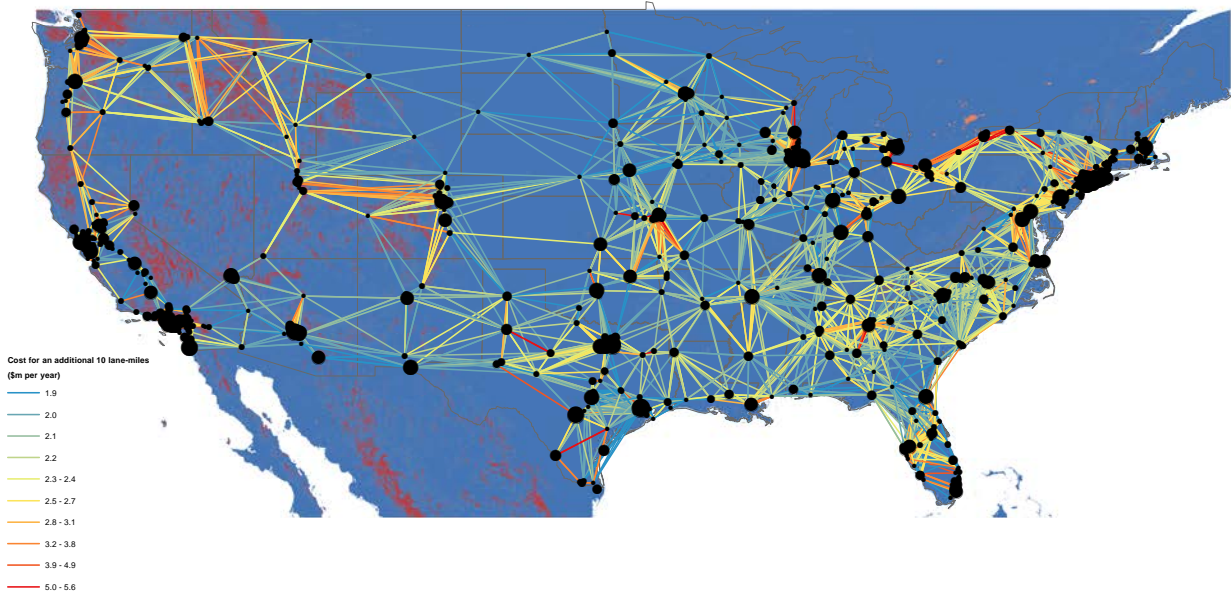 Cost for an additional 10 lane-miles
($m per year)
1.9
2.0
2.1
2.2
2.3 - 2.4
2.5 - 2.7
2.8 - 3.1
3.2 - 3.8
3.9 - 4.9
5.0 - 5.6